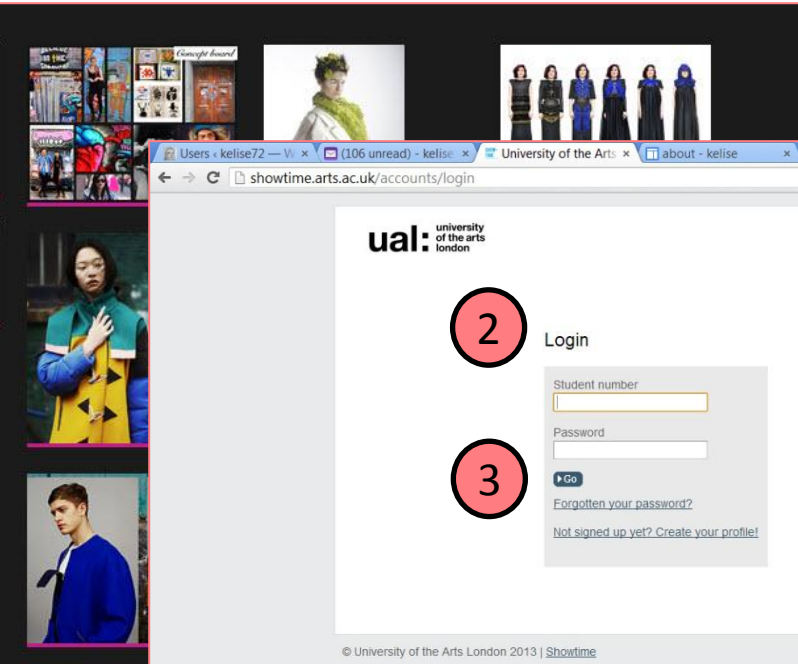 Concept board
Users ‹ kelise72 — W
(106 unread) - kelise
University of the Arts
about - kelise
showtime.arts.ac.uk/accounts/login
ual: university
of the arts
london
2
Login
Student number
Password
3
Go
Forgotten your password?
Not signed up yet? Create your profile!
© University of the Arts London 2013 | Showtime